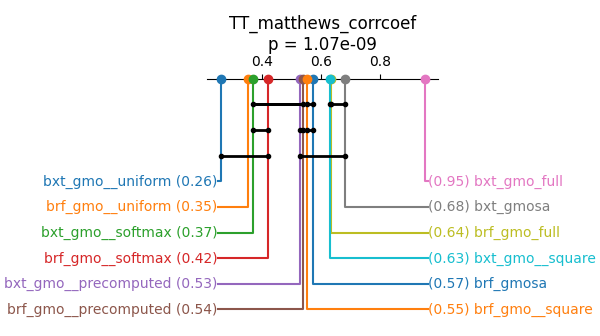 TT_matthews_corrcoef
p = 1.07e-09
0.4 0.6 0.8
bxt_gmo__uniform (0.26)
(0.95) bxt_gmo_full
brf_gmo__uniform (0.35)
(0.68) bxt_gmosa
bxt_gmo__softmax (0.37)
(0.64) brf_gmo_full
brf_gmo__softmax (0.42)
(0.63) bxt_gmo__square
bxt_gmo__precomputed (0.53)
(0.57) brf_gmosa
brf_gmo__precomputed (0.54)
(0.55) brf_gmo__square